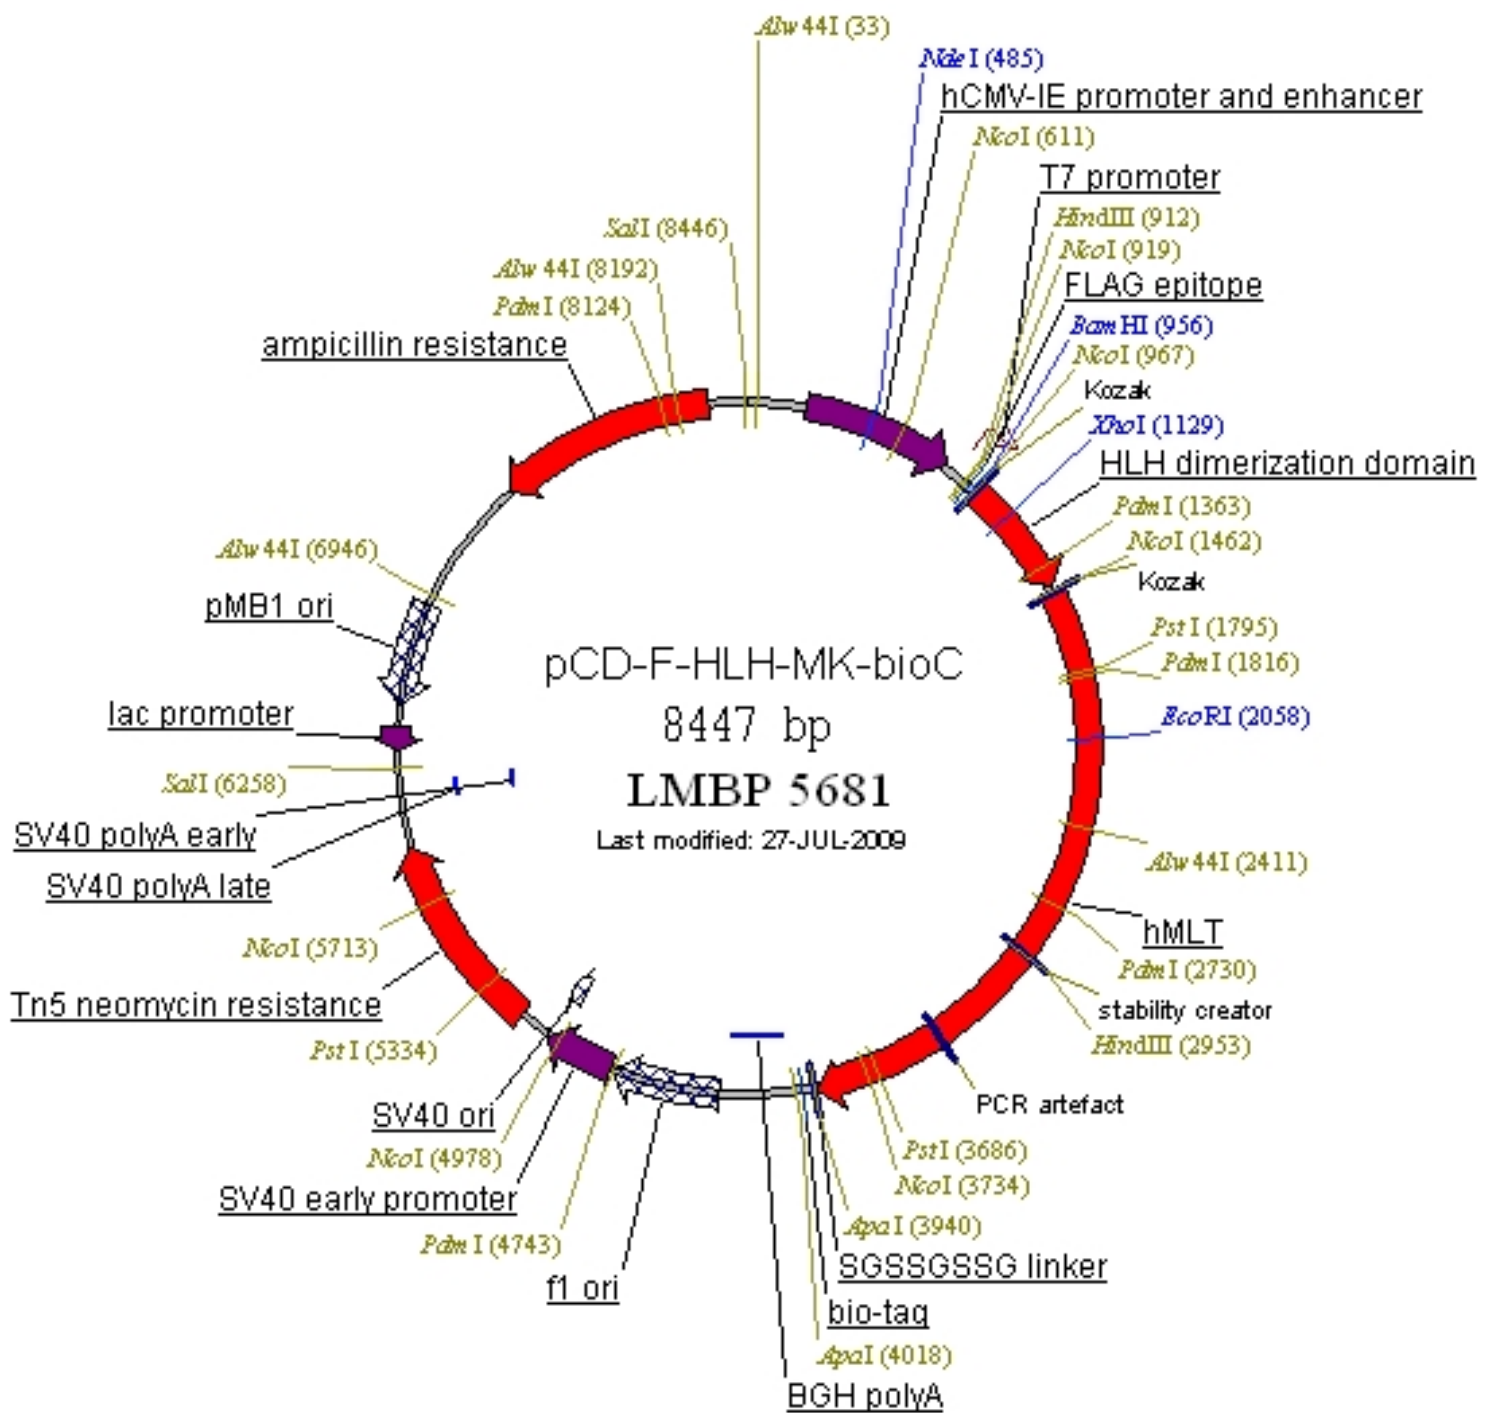 Alw44I (33)
NdeI (485)
hCMV-IE promoter and enhancer
NcoI (611)
T7 promoter
HindIII (912)
NcoI (919)
FLAG epitope
BamHI (956)
NcoI (967)
Kozak
XhoI (1129)
HLH dimerization domain
PdmI (1363)
NcoI (1462)
Kozak
PstI (1795)
PdmI (1816)
EcoRI (2058)
Alw44I (2411)
hMLT
PdmI (2730)
stability creator
HindIII (2953)
PCR artefact
PstI (3686)
NcoI (3734)
ApaI (3940)
SGSSGSSG linker
bio-tag
ApaI (4018)
BGH polyA
f1 ori
PdmI (4743)
SV40 early promoter
NcoI (4978)
SV40 ori
PstI (5334)
Tn5 neomycin resistance
NcoI (5713)
SV40 polyA late
SV40 polyA early
SalI (6258)
lac promoter
pMB1 ori
Alw44I (6946)
ampicillin resistance
PdmI (8124)
Alw44I (8192)
SalI (8446)
pCD-F-HLH-MK-bioC
8447 bp
LMBP 5681
Last modified: 27-JUL-2009